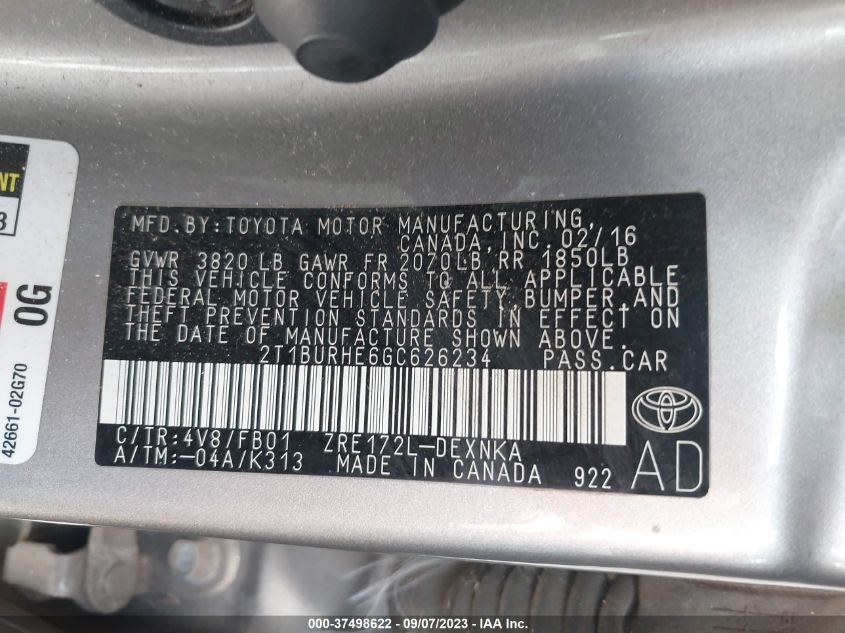 MFD.BY:TOYOTA MOTOR MANUFACTURING,
CANADA,INC.02/16
GVWR 3820 LB GAWR FR 2070LB RR 1850LB
THIS VEHICLE CONFORMS TO ALL APPLICABLE
FEDERAL MOTOR VEHICLE SAFETY,BUMPER,AND
THEFT PREVENTION STANDARDS IN EFFECT ON
THE DATE OF MANUFACTURE SHOWN ABOVE.
2T1BURHE6GC626234 PASS.CAR
C/TR:4V8/FB01 ZRE172L-DEXNKA
A/TM:-04A/K313 MADE IN CANADA 922 AD
NT
3
0G
42661-02G70
000-37498622 - 09/07/2023 - © IAA Inc.